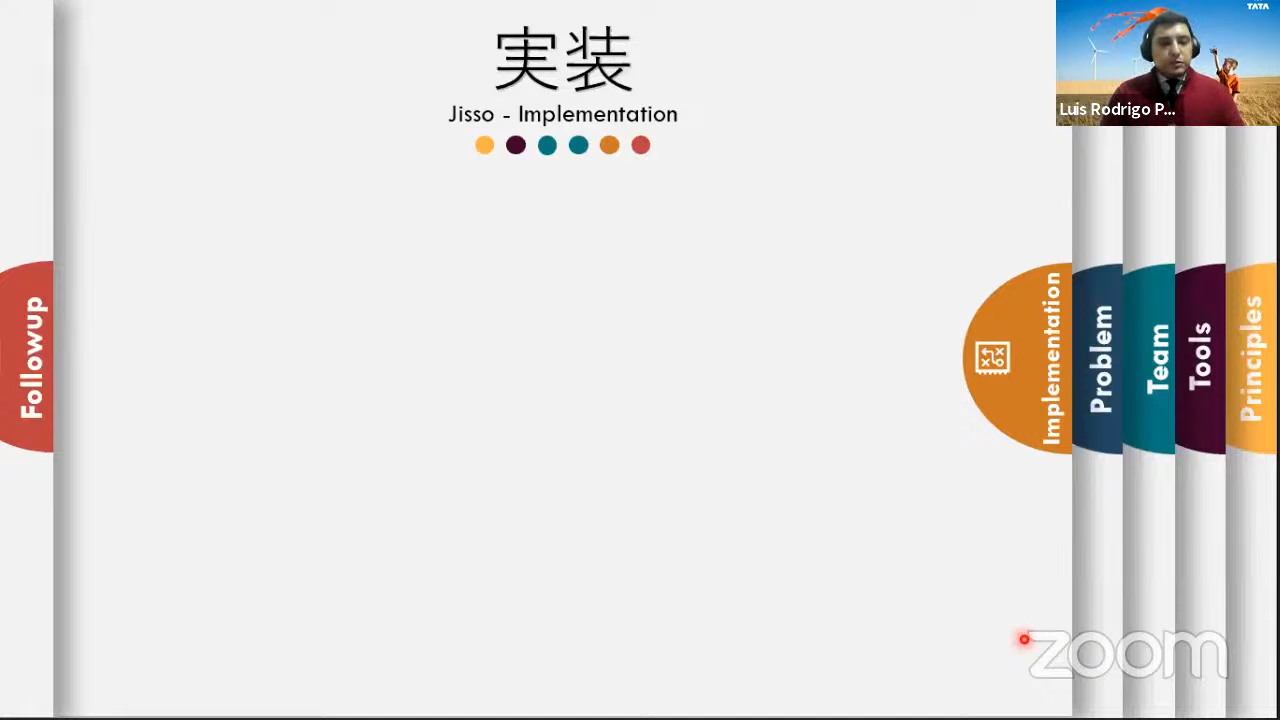 実装
Jisso - Implementation
TATA
Luis Rodrigo P...
Followup
Implementation
Problem
Team
Tools
Principles
zoom